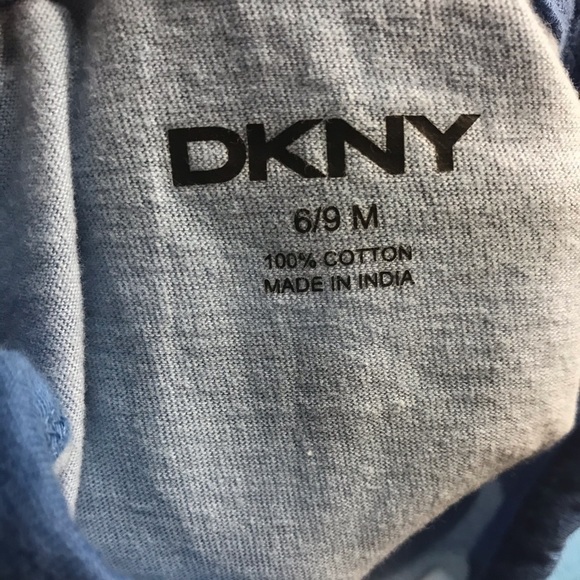 DKNY
6/9 M
100% COTTON
MADE IN INDIA